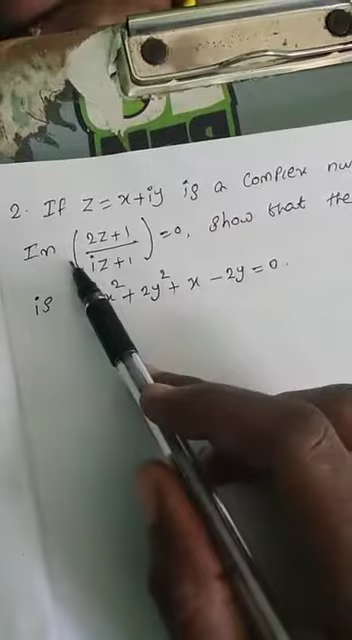 2. If z = x+iy is a complex
Im (2z+1 / iz+1) = 0, show that the
is x² + 2y² + x - 2y = 0.